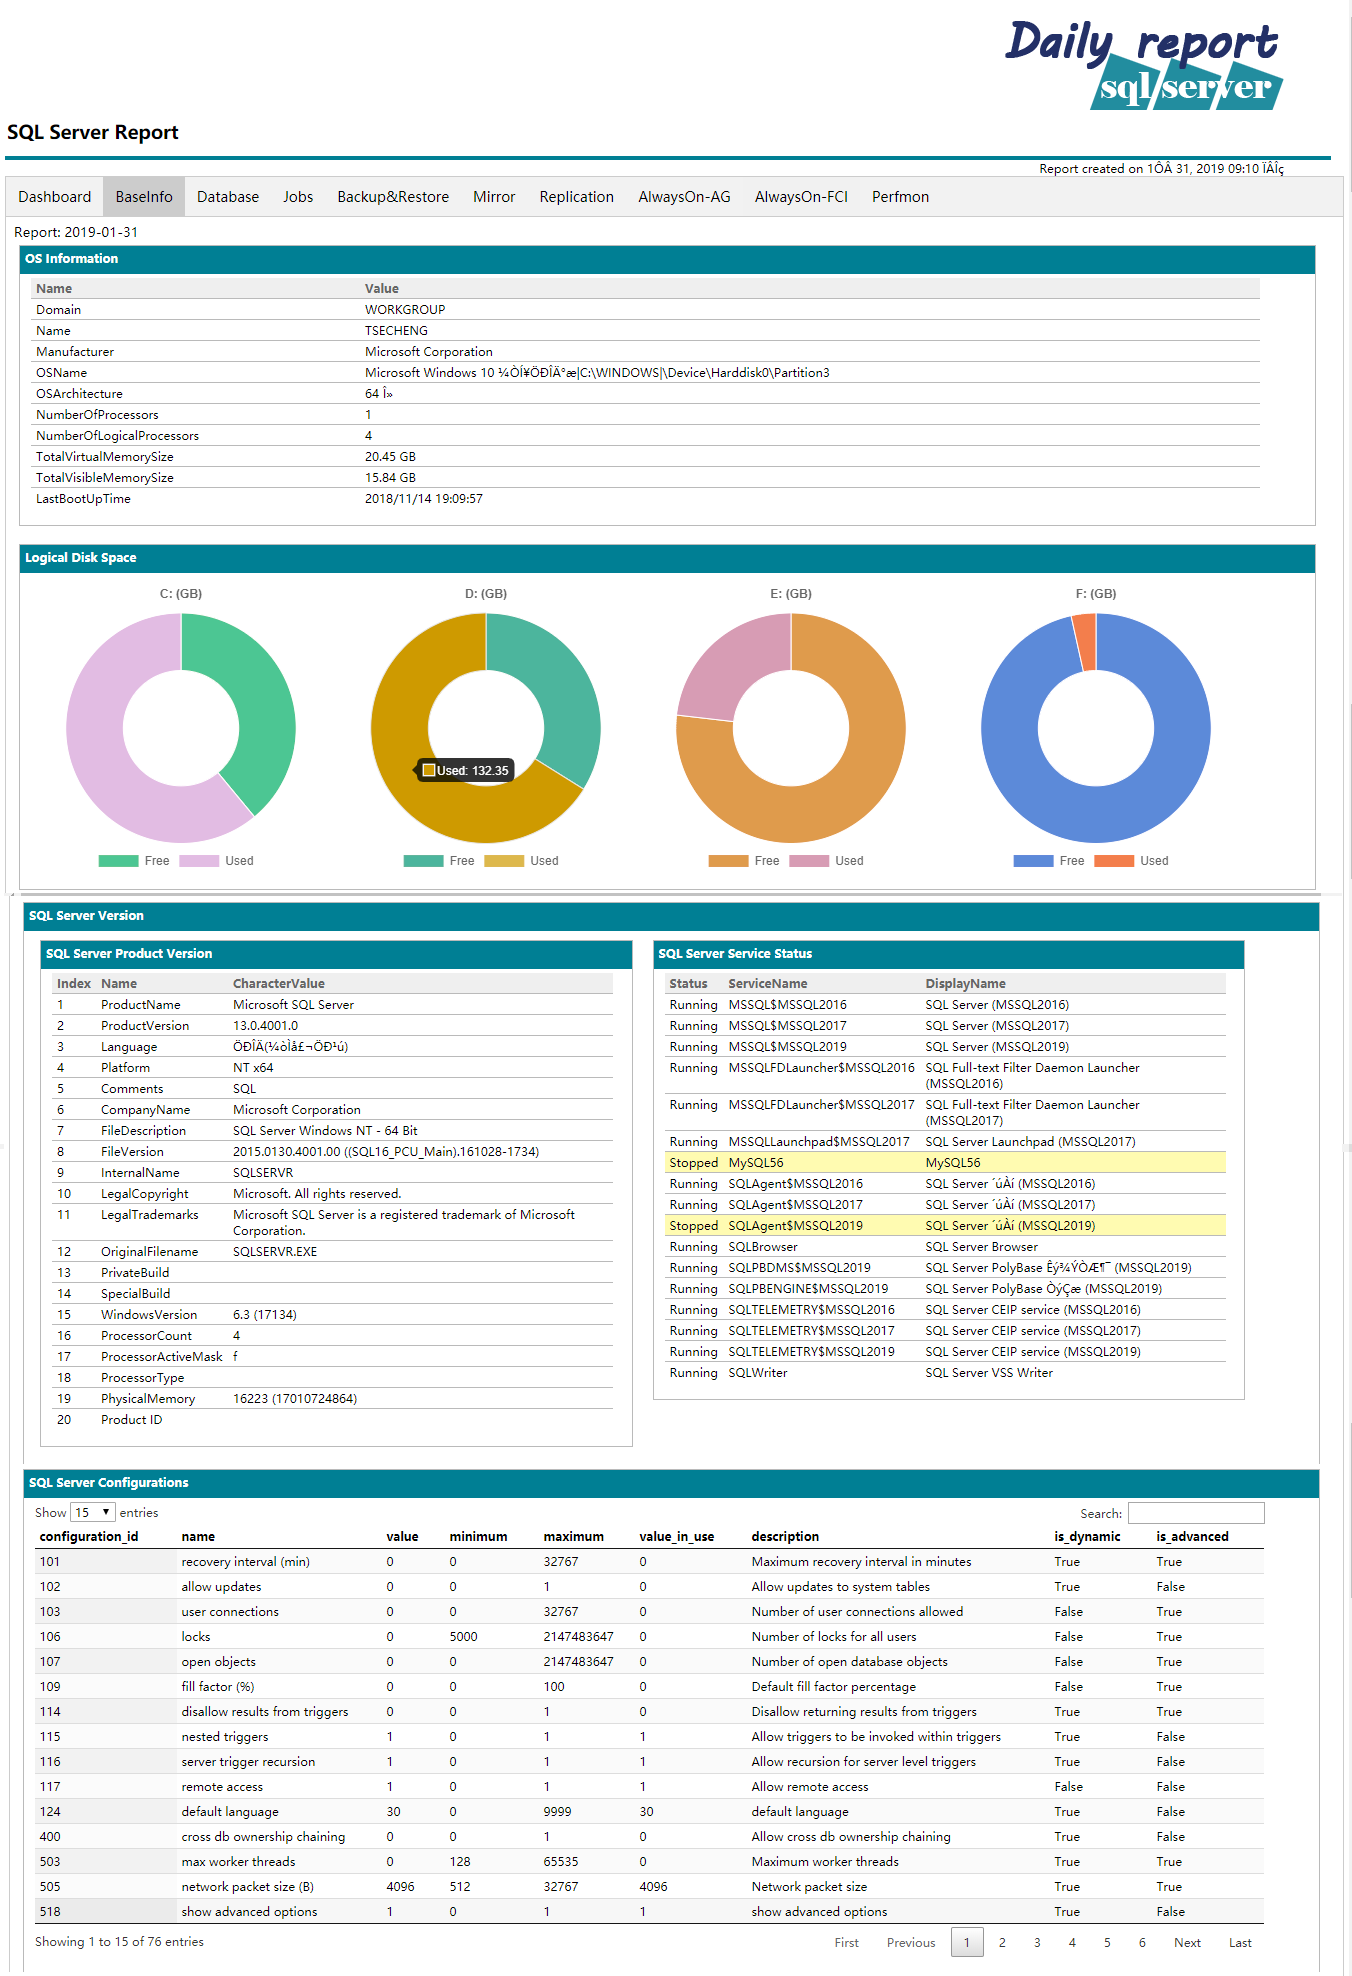 Daily report
sql server
SQL Server Report
Report created on 1ÔÂ 31, 2019 09:10 ÏÂÎç
Dashboard BaseInfo Database Jobs Backup&Restore Mirror Replication AlwaysOn-AG AlwaysOn-FCI Perfmon
Report: 2019-01-31
OS Information
Name Value
Domain WORKGROUP
Name TSECHENG
Manufacturer Microsoft Corporation
OSName Microsoft Windows 10 ¼ÒÍ¥ÖÐÎÄ°æ|C:\WINDOWS|\Device\Harddisk0\Partition3
OSArchitecture 64 Î»
NumberOfProcessors 1
NumberOfLogicalProcessors 4
TotalVirtualMemorySize 20.45 GB
TotalVisibleMemorySize 15.84 GB
LastBootUpTime 2018/11/14 19:09:57
Logical Disk Space
C: (GB) D: (GB) E: (GB) F: (GB)
Used: 132.35
Free Used Free Used Free Used Free Used
SQL Server Version
SQL Server Product Version
Index Name CharacterValue
1 ProductName Microsoft SQL Server
2 ProductVersion 13.0.4001.0
3 Language ÖÐÎÄ(¼òÌå£¬ÖÐ¹ú)
4 Platform NT x64
5 Comments SQL
6 CompanyName Microsoft Corporation
7 FileDescription SQL Server Windows NT - 64 Bit
8 FileVersion 2015.0130.4001.00 ((SQL16_PCU_Main).161028-1734)
9 InternalName SQLSERVR
10 LegalCopyright Microsoft. All rights reserved.
11 LegalTrademarks Microsoft SQL Server is a registered trademark of Microsoft
Corporation.
12 OriginalFilename SQLSERVR.EXE
13 PrivateBuild
14 SpecialBuild
15 WindowsVersion 6.3 (17134)
16 ProcessorCount 4
17 ProcessorActiveMask f
18 ProcessorType
19 PhysicalMemory 16223 (17010724864)
20 Product ID
SQL Server Service Status
Status ServiceName DisplayName
Running MSSQL$MSSQL2016 SQL Server (MSSQL2016)
Running MSSQL$MSSQL2017 SQL Server (MSSQL2017)
Running MSSQL$MSSQL2019 SQL Server (MSSQL2019)
Running MSSQLFDLauncher$MSSQL2016 SQL Full-text Filter Daemon Launcher
(MSSQL2016)
Running MSSQLFDLauncher$MSSQL2017 SQL Full-text Filter Daemon Launcher
(MSSQL2017)
Running MSSQLLaunchpad$MSSQL2017 SQL Server Launchpad (MSSQL2017)
Stopped MySQL56 MySQL56
Running SQLAgent$MSSQL2016 SQL Server ´úÀí (MSSQL2016)
Running SQLAgent$MSSQL2017 SQL Server ´úÀí (MSSQL2017)
Stopped SQLAgent$MSSQL2019 SQL Server ´úÀí (MSSQL2019)
Running SQLBrowser SQL Server Browser
Running SQLPBDMS$MSSQL2019 SQL Server PolyBase Êý¾ÝÒÆ¶¯ (MSSQL2019)
Running SQLPBENGINE$MSSQL2019 SQL Server PolyBase ÒýÇæ (MSSQL2019)
Running SQLTELEMETRY$MSSQL2016 SQL Server CEIP service (MSSQL2016)
Running SQLTELEMETRY$MSSQL2017 SQL Server CEIP service (MSSQL2017)
Running SQLTELEMETRY$MSSQL2019 SQL Server CEIP service (MSSQL2019)
Running SQLWriter SQL Server VSS Writer
SQL Server Configurations
Show 15 entries Search:
configuration_id name value minimum maximum value_in_use description is_dynamic is_advanced
101 recovery interval (min) 0 0 32767 0 Maximum recovery interval in minutes True True
102 allow updates 0 0 1 0 Allow updates to system tables True False
103 user connections 0 0 32767 0 Number of user connections allowed False True
106 locks 0 5000 2147483647 0 Number of locks for all users False True
107 open objects 0 0 2147483647 0 Number of open database objects False True
109 fill factor (%) 0 0 100 0 Default fill factor percentage False True
114 disallow results from triggers 0 0 1 0 Disallow returning results from triggers True True
115 nested triggers 1 0 1 1 Allow triggers to be invoked within triggers True False
116 server trigger recursion 1 0 1 1 Allow recursion for server level triggers True False
117 remote access 1 0 1 1 Allow remote access False False
124 default language 30 0 9999 30 default language True False
400 cross db ownership chaining 0 0 1 0 Allow cross db ownership chaining True False
503 max worker threads 0 128 65535 0 Maximum worker threads True True
505 network packet size (B) 4096 512 32767 4096 Network packet size True True
518 show advanced options 1 0 1 1 show advanced options True False
Showing 1 to 15 of 76 entries First Previous 1 2 3 4 5 6 Next Last